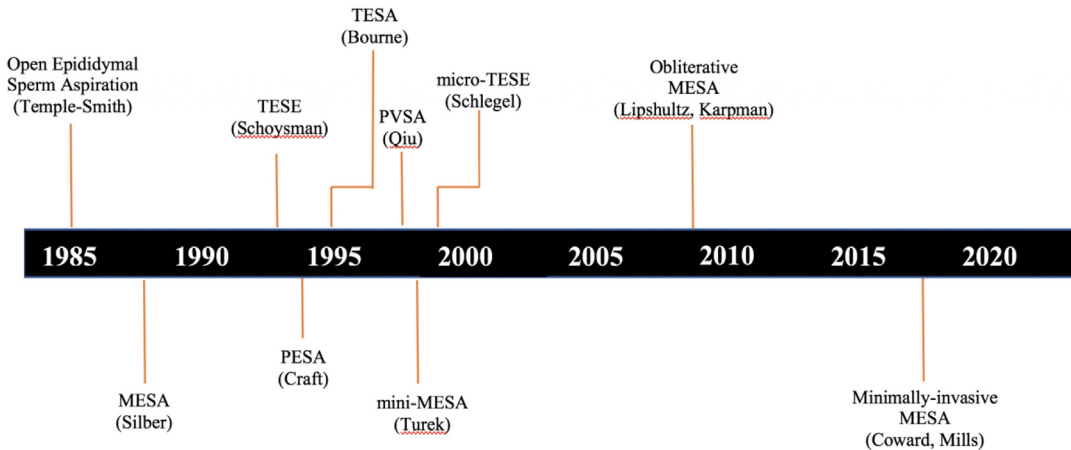 Open Epididymal
Sperm Aspiration
(Temple-Smith)
TESE
(Schoysman)
TESA
(Bourne)
PVSA
(Qiu)
micro-TESE
(Schlegel)
Obliterative
MESA
(Lipshultz, Karpman)
1985 1990 1995 2000 2005 2010 2015 2020
MESA
(Silber)
PESA
(Craft)
mini-MESA
(Turek)
Minimally-invasive
MESA
(Coward, Mills)